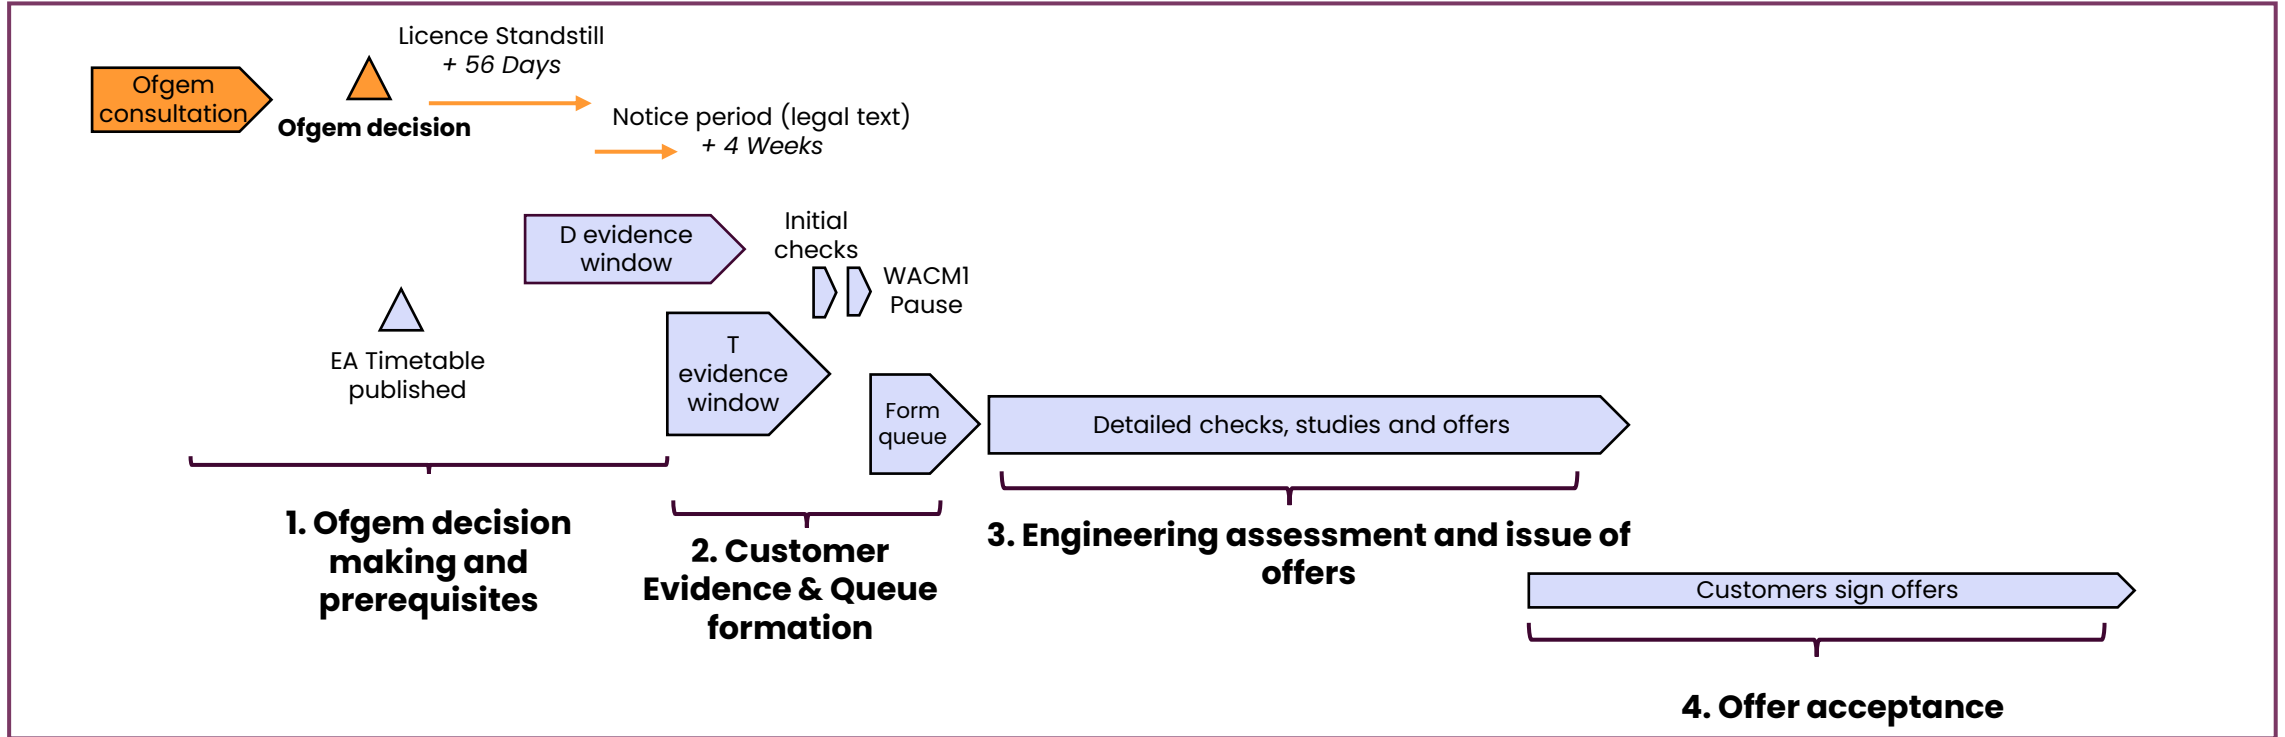 Licence Standstill
+ 56 Days
Ofgem
consultation
Ofgem decision
Notice period (legal text)
+ 4 Weeks
D evidence
window
Initial
checks
WACM1
Pause
EA Timetable
published
T
evidence
window
Form
queue
Detailed checks, studies and offers
1. Ofgem decision
making and
prerequisites
2. Customer
Evidence & Queue
formation
3. Engineering assessment and issue of
offers
Customers sign offers
4. Offer acceptance